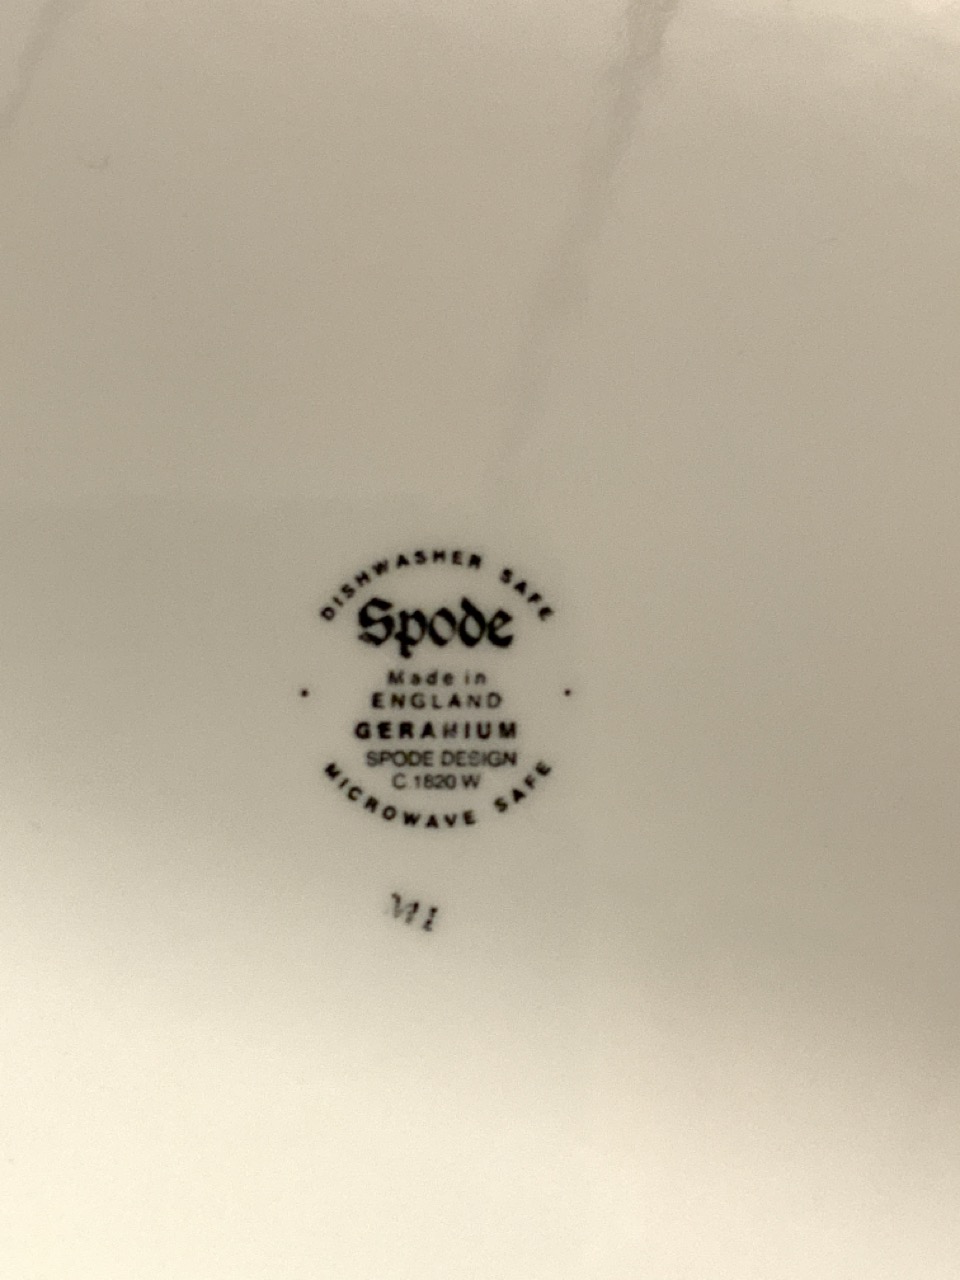 DISHWASHER SAFE
Spode
Made in
ENGLAND
GERANIUM
SPODE DESIGN
C.1820 W
MICROWAVE SAFE